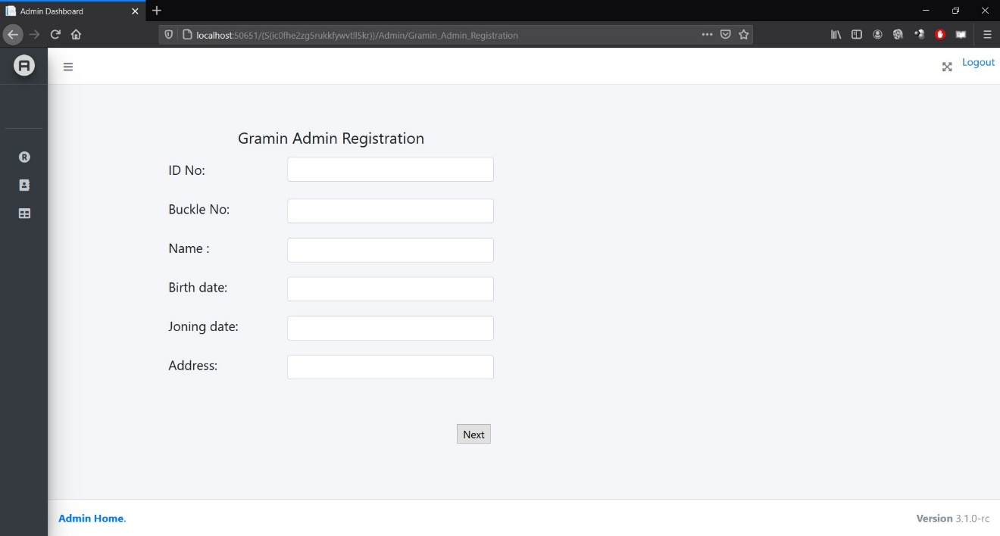 Admin Dashboard
localhost:50651/(S(ic0fhe2zg5rukkfywvtll5kr))/Admin/Gramin_Admin_Registration
Logout
Gramin Admin Registration
R
ID No:
Buckle No:
Name :
Birth date:
Joning date:
Address:
Next
Admin Home.
Version 3.1.0-rc